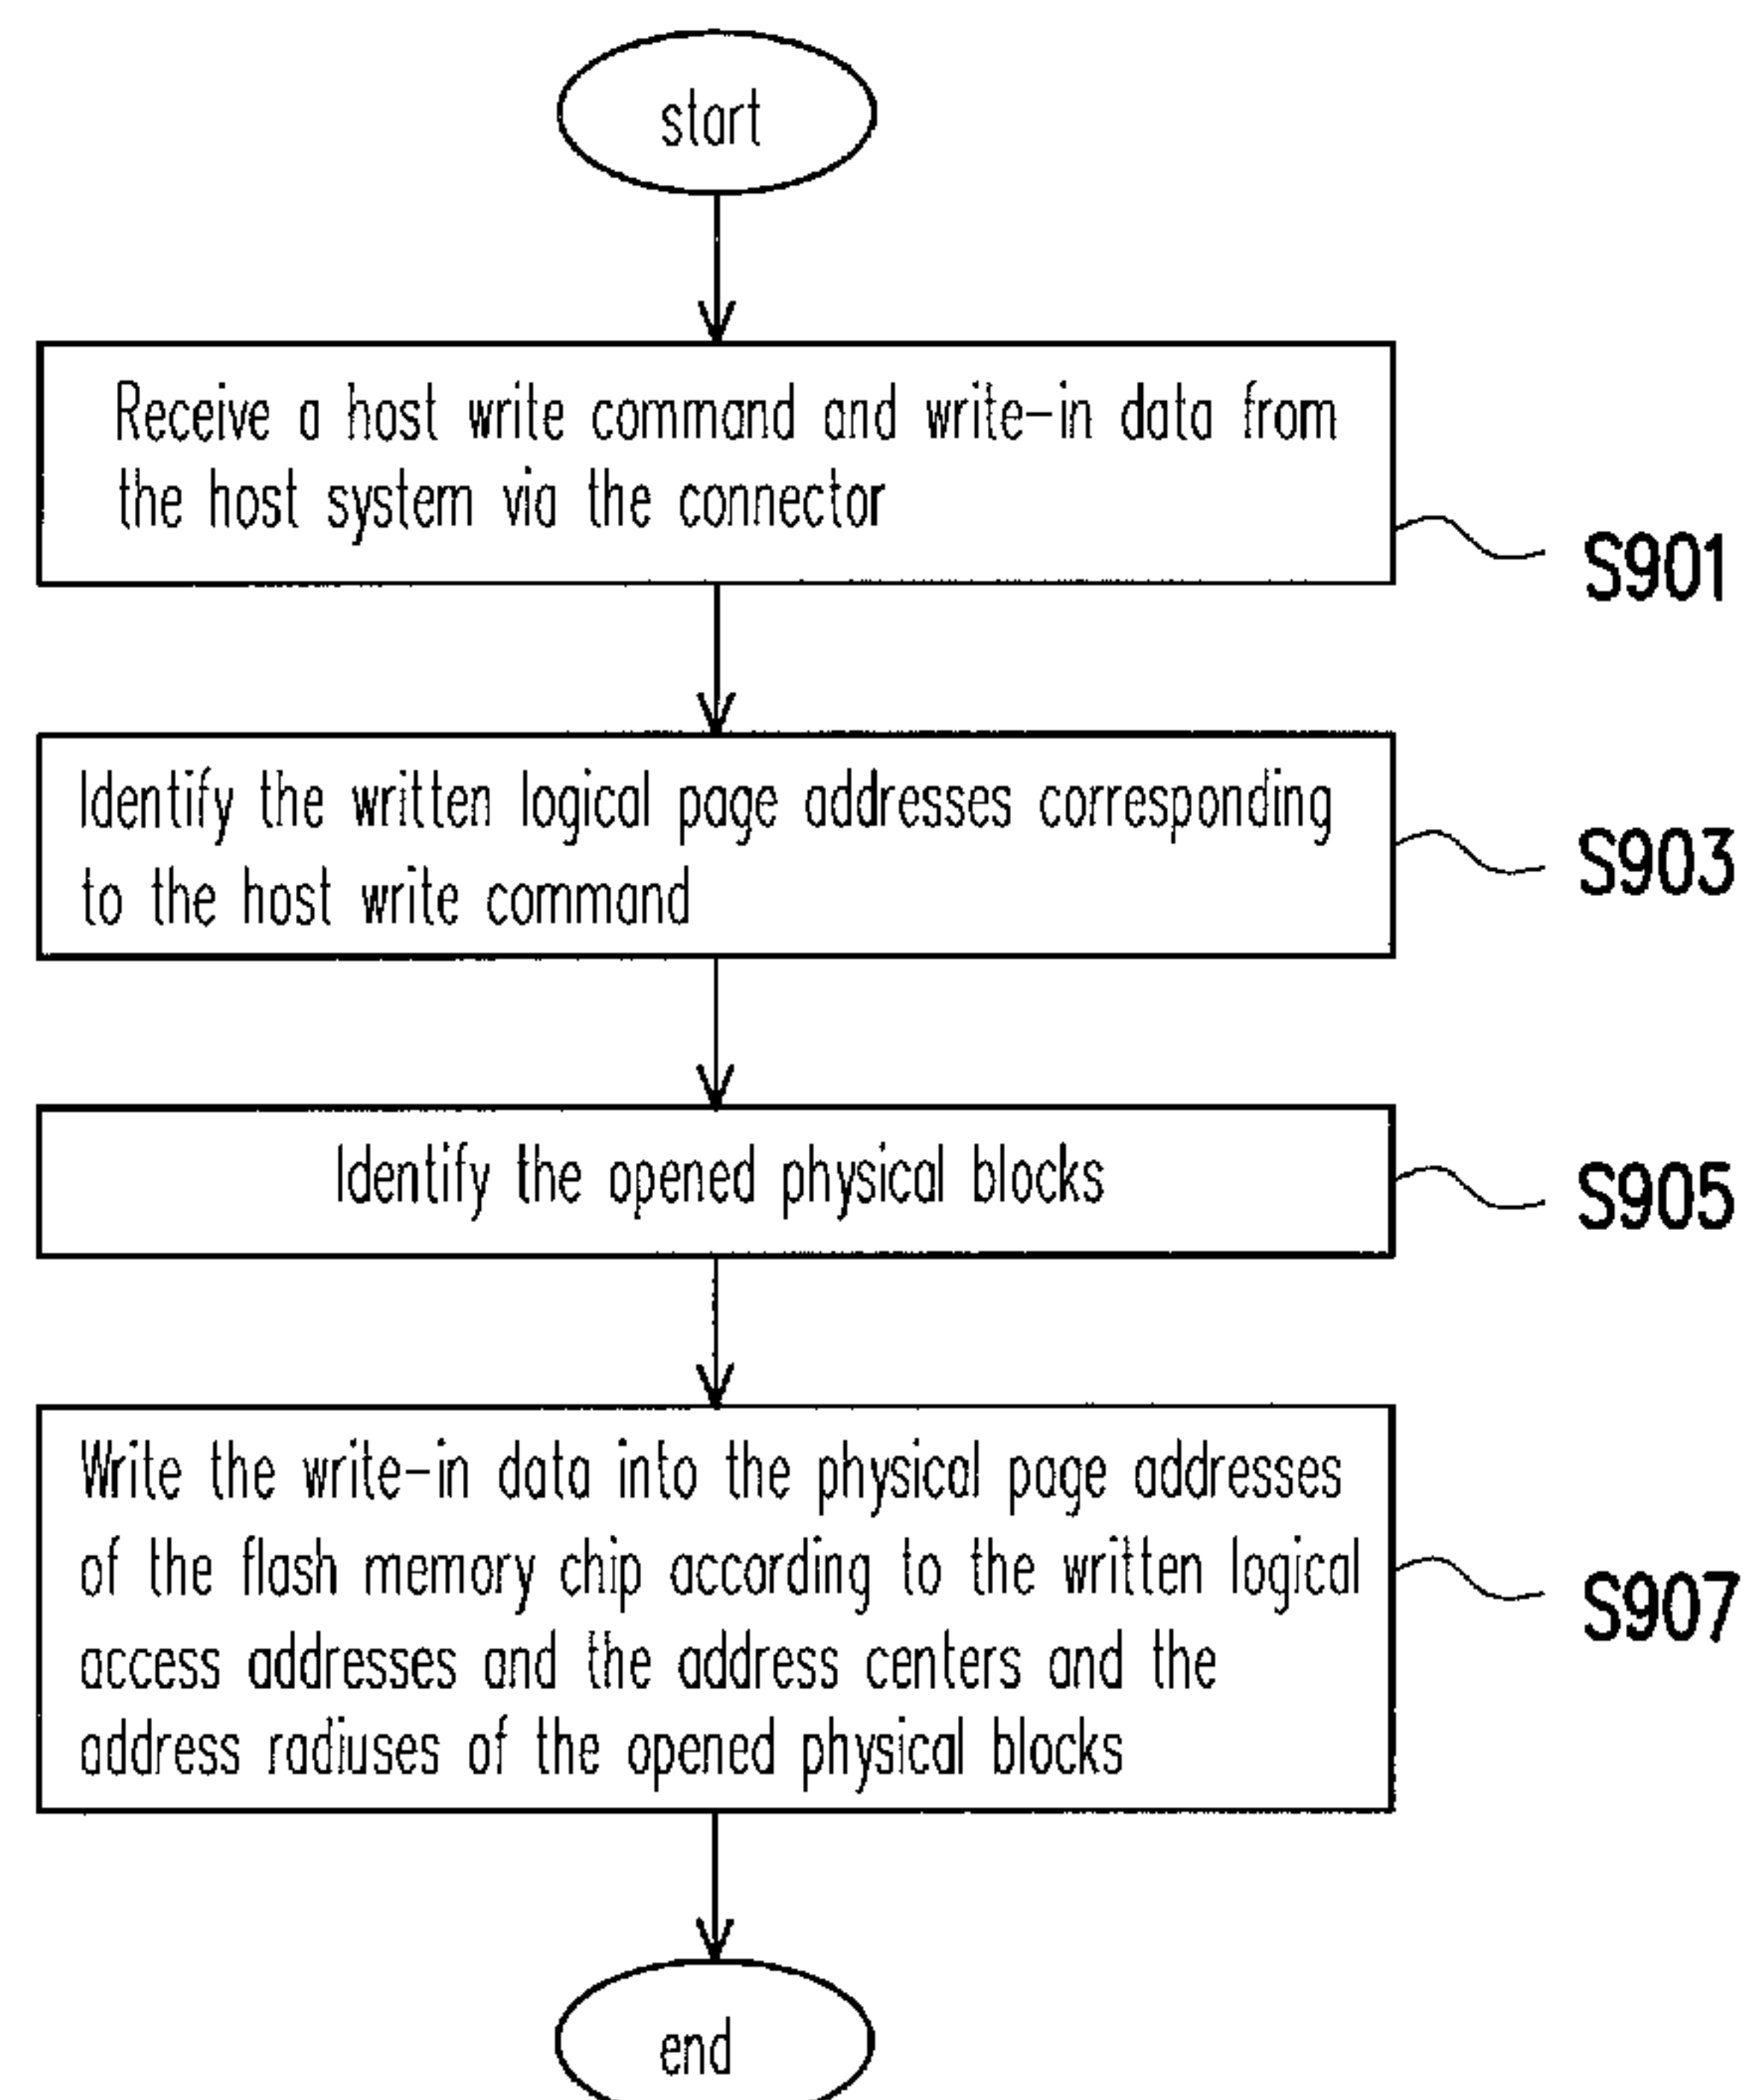 start
Receive a host write command and write-in data from
the host system via the connector
S901
Identify the written logical page addresses corresponding
to the host write command
S903
Identify the opened physical blocks
S905
Write the write-in data into the physical page addresses
of the flash memory chip according to the written logical
access addresses and the address centers and the
address radiuses of the opened physical blocks
S907
end